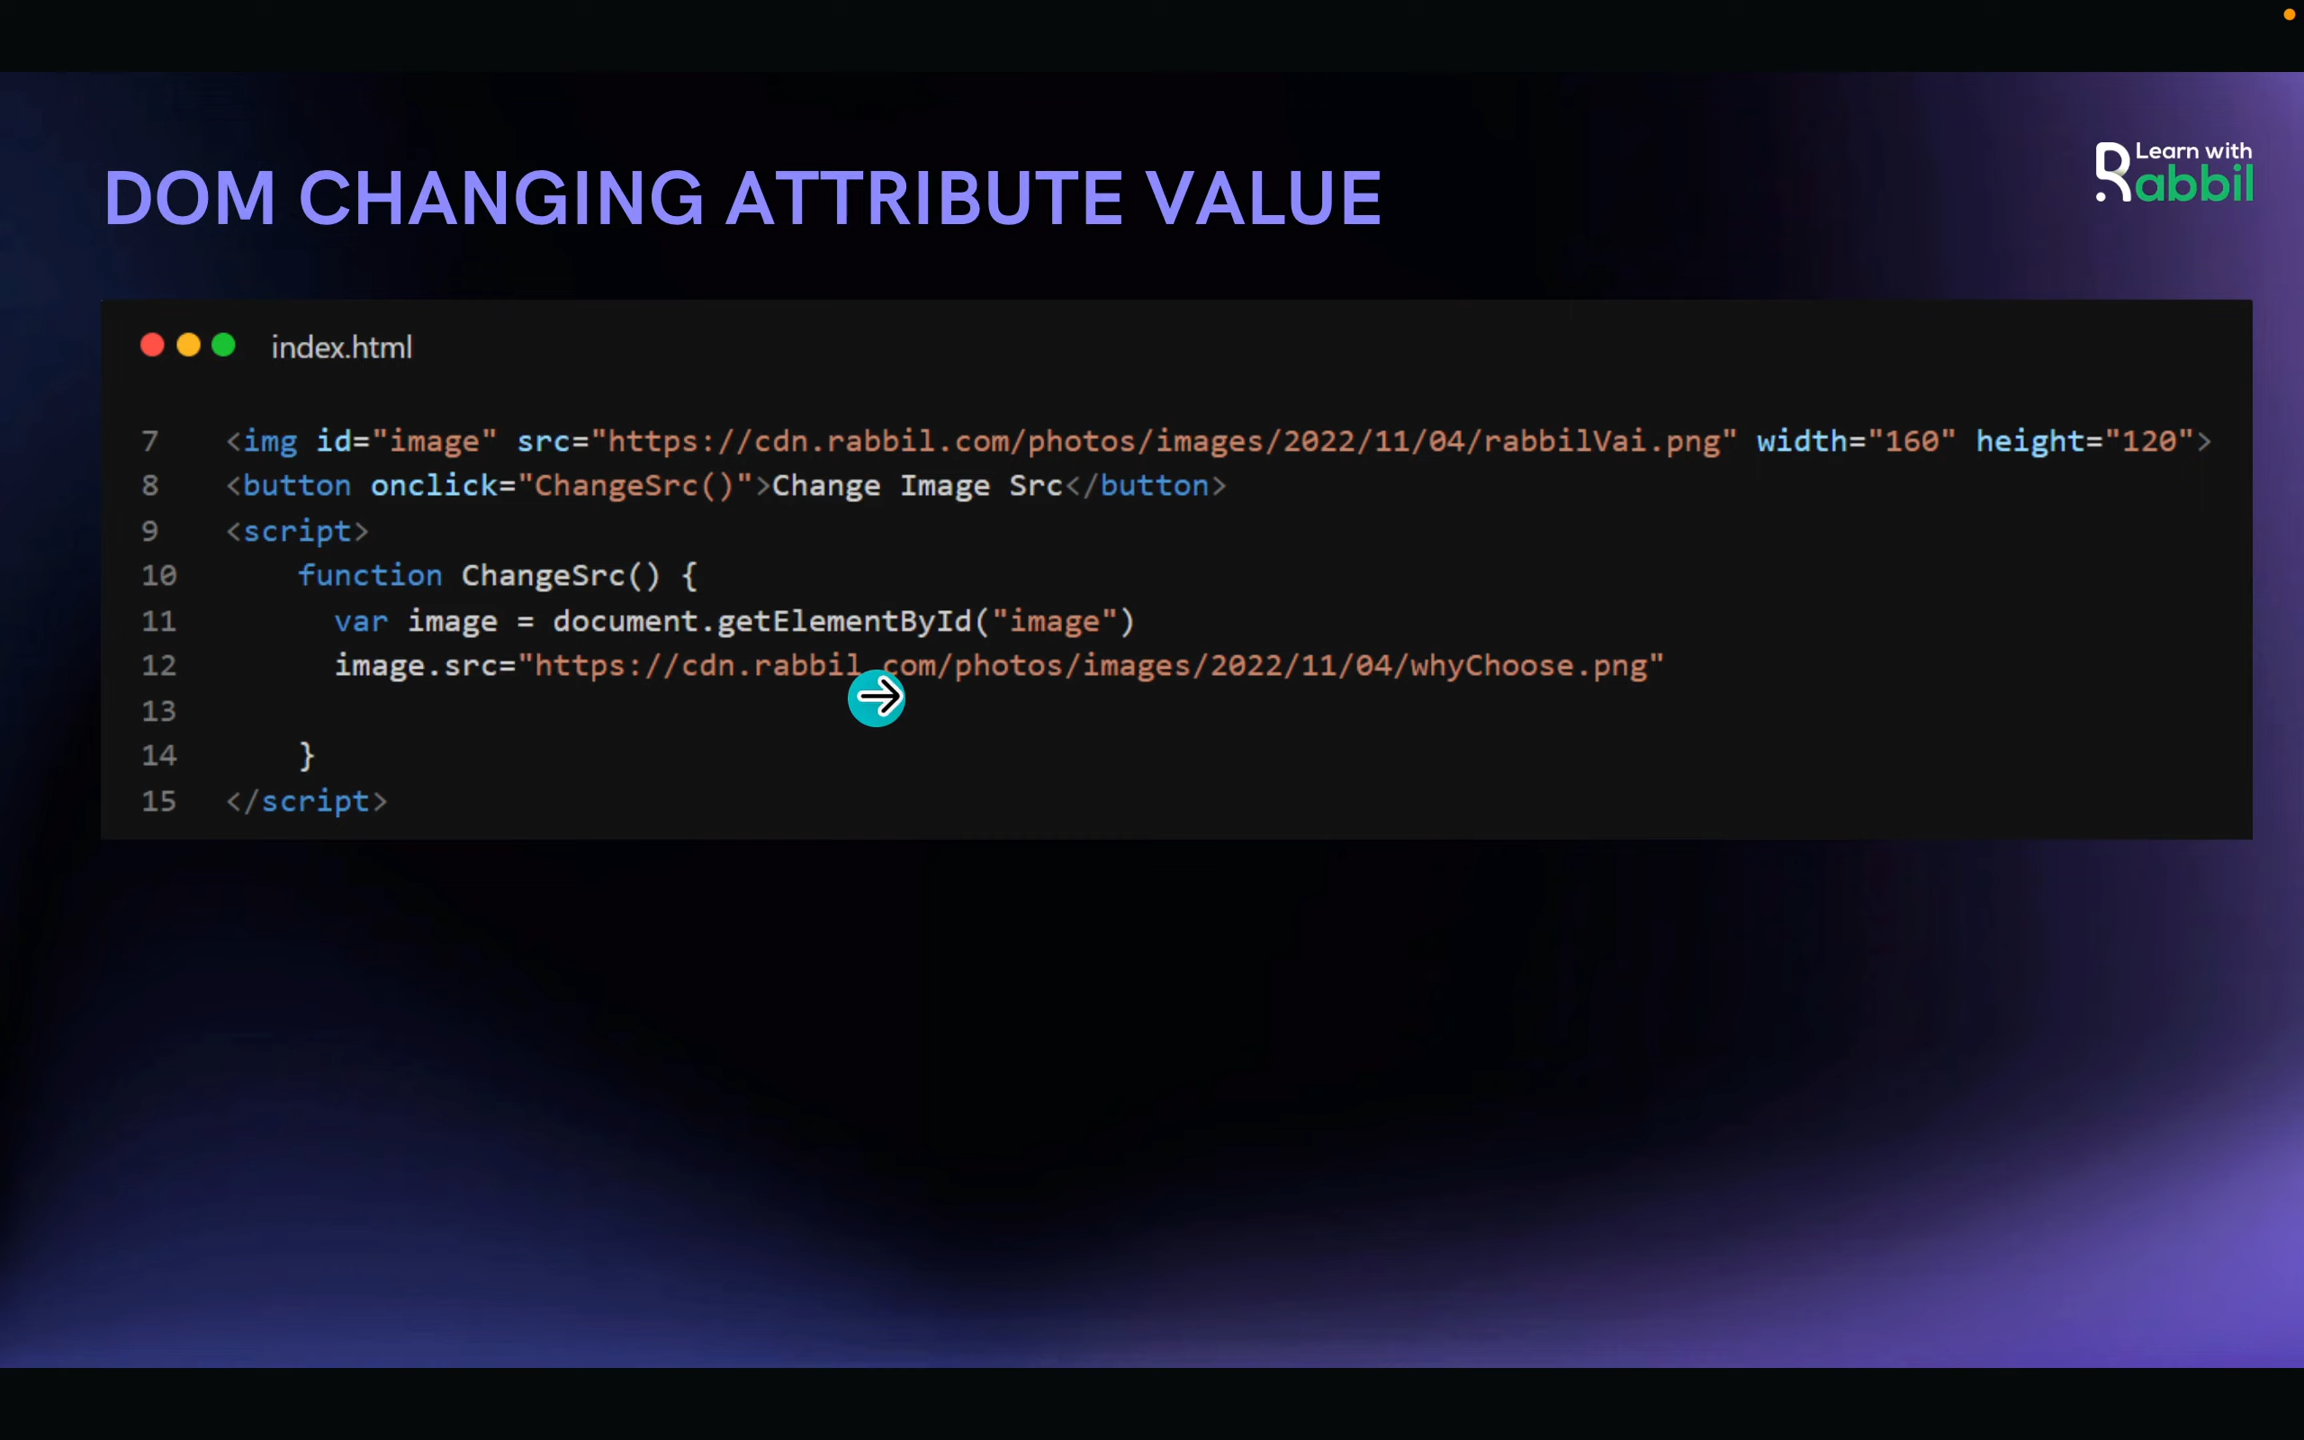 DOM CHANGING ATTRIBUTE VALUE
Learn with
Rabbil
index.html
7 <img id="image" src="https://cdn.rabbil.com/photos/images/2022/11/04/rabbilVai.png" width="160" height="120">
8 <button onclick="ChangeSrc()">Change Image Src</button>
9 <script>
10 function ChangeSrc() {
11 var image = document.getElementById("image")
12 image.src="https://cdn.rabbil.com/photos/images/2022/11/04/whyChoose.png"
13
14 }
15 </script>